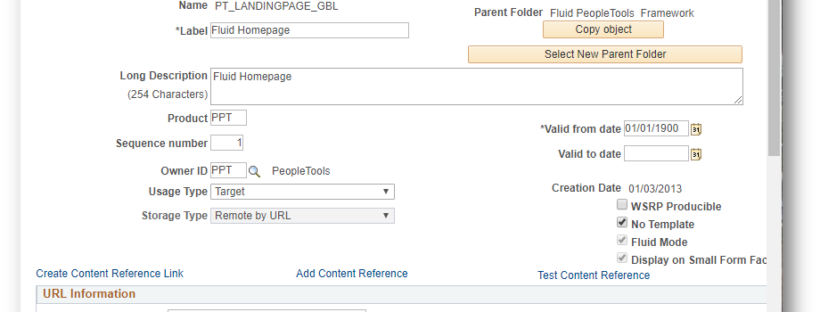 Name PT_LANDINGPAGE_GBL
Parent Folder Fluid PeopleTools Framework
*Label Fluid Homepage
Copy object
Select New Parent Folder
Long Description Fluid Homepage
(254 Characters)
Product PPT
*Valid from date 01/01/1900 31
Sequence number 1
Valid to date 31
Owner ID PPT PeopleTools
Usage Type Target
Creation Date 01/03/2013
Storage Type Remote by URL
WSRP Producible
No Template
Fluid Mode
Display on Small Form Fac
Create Content Reference Link Add Content Reference Test Content Reference
URL Information